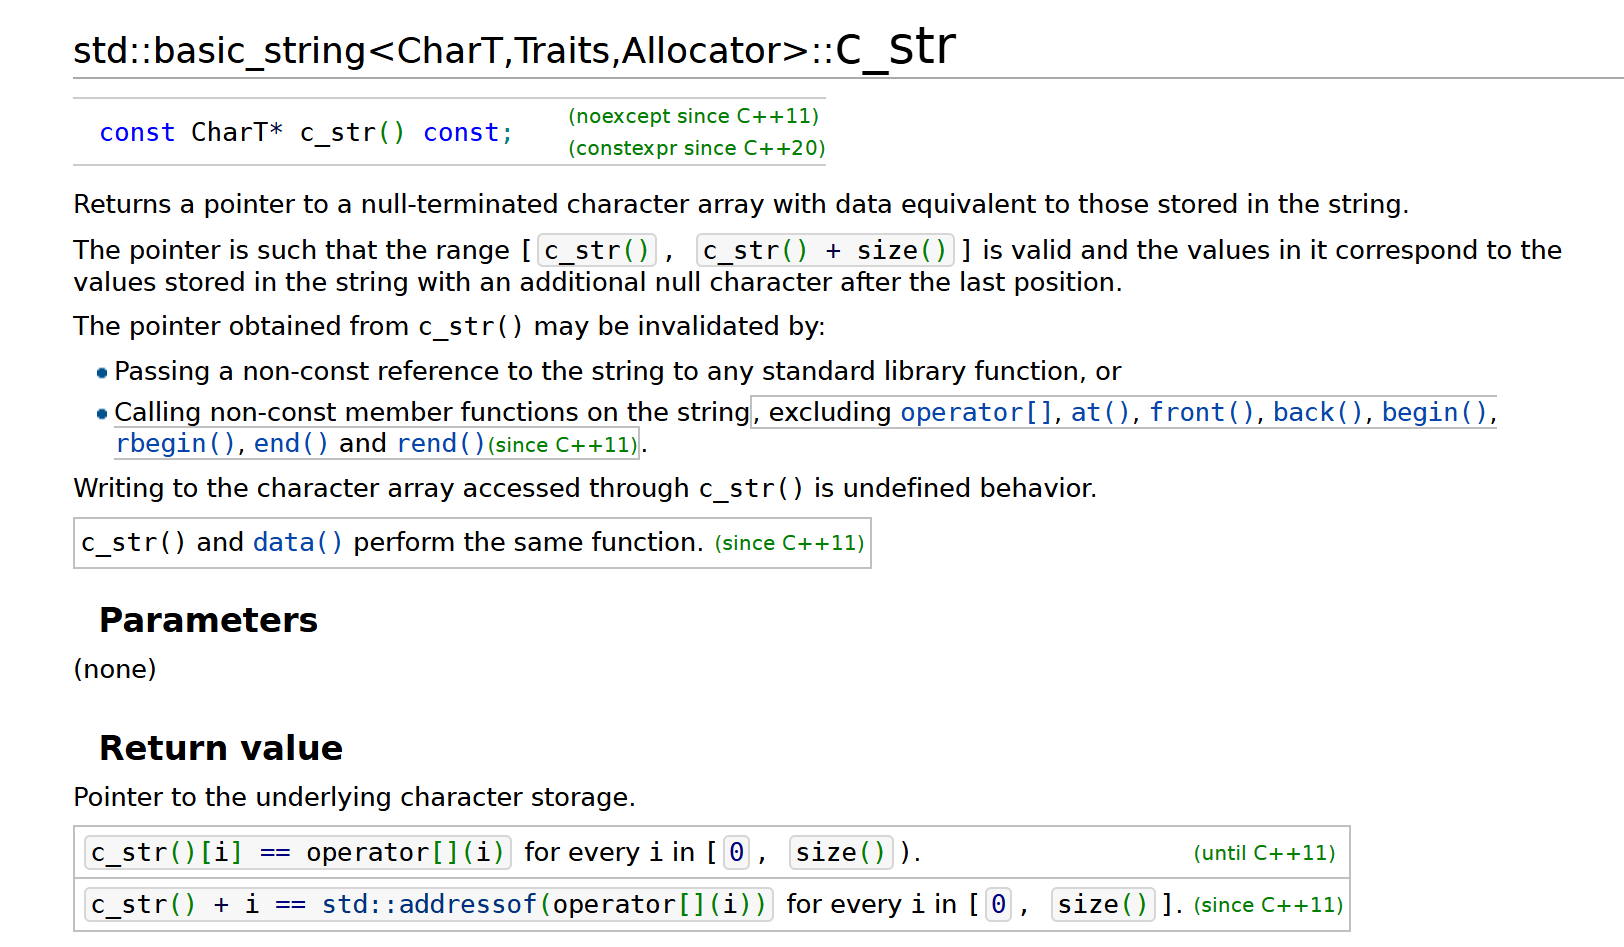 std::basic_string<CharT,Traits,Allocator>::c_str
const CharT* c_str() const;
(noexcept since C++11)
(constexpr since C++20)
Returns a pointer to a null-terminated character array with data equivalent to those stored in the string.
The pointer is such that the range [c_str(), c_str() + size()] is valid and the values in it correspond to the
values stored in the string with an additional null character after the last position.
The pointer obtained from c_str() may be invalidated by:
Passing a non-const reference to the string to any standard library function, or
Calling non-const member functions on the string, excluding operator[], at(), front(), back(), begin(),
rbegin(), end() and rend()(since C++11).
Writing to the character array accessed through c_str() is undefined behavior.
c_str() and data() perform the same function. (since C++11)
Parameters
(none)
Return value
Pointer to the underlying character storage.
c_str()[i] == operator[](i) for every i in [0, size()). (until C++11)
c_str() + i == std::addressof(operator[](i)) for every i in [0, size()]. (since C++11)